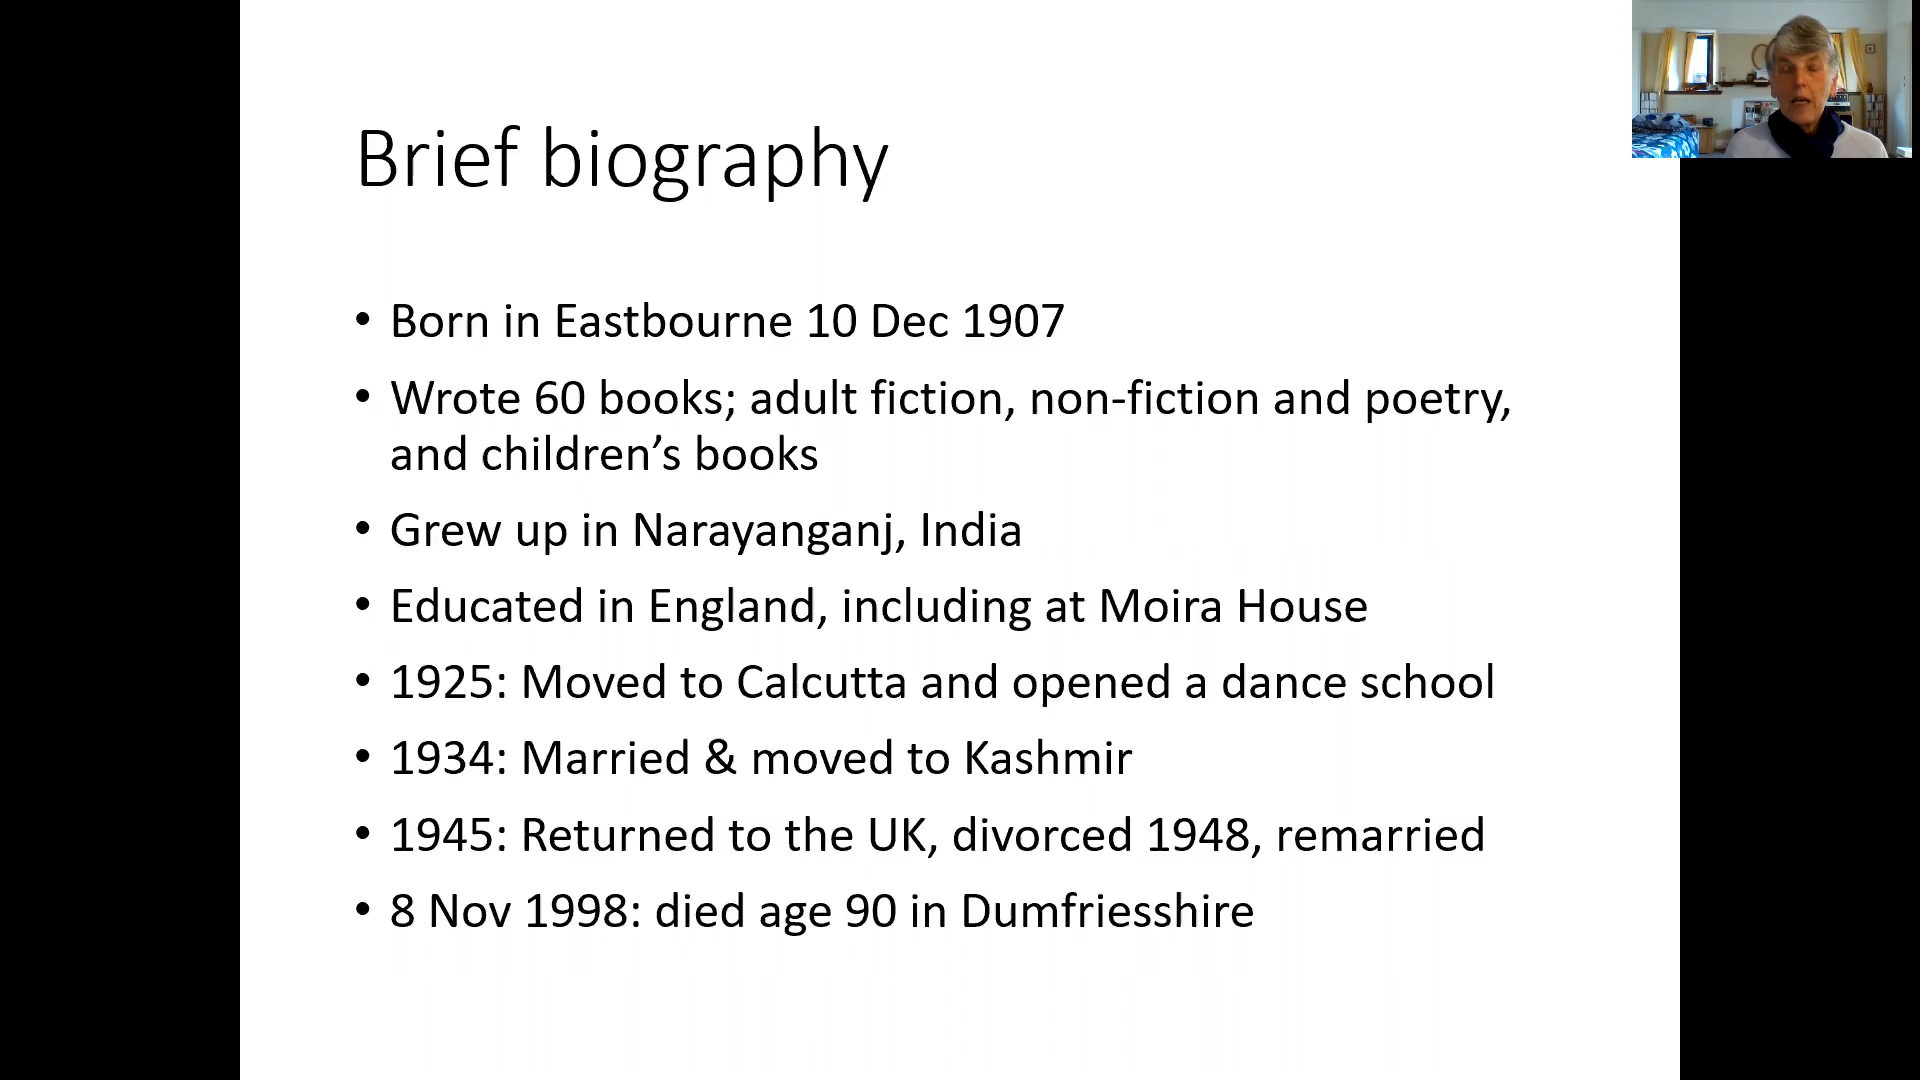 Brief biography
• Born in Eastbourne 10 Dec 1907
• Wrote 60 books; adult fiction, non-fiction and poetry,
and children’s books
• Grew up in Narayanganj, India
• Educated in England, including at Moira House
• 1925: Moved to Calcutta and opened a dance school
• 1934: Married & moved to Kashmir
• 1945: Returned to the UK, divorced 1948, remarried
• 8 Nov 1998: died age 90 in Dumfriesshire